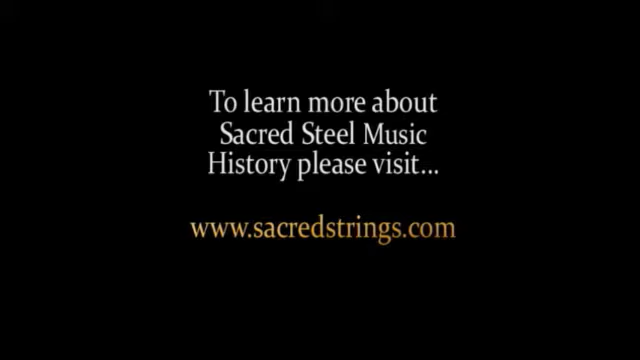 To learn more about
Sacred Steel Music
History please visit...
www.sacredstrings.com